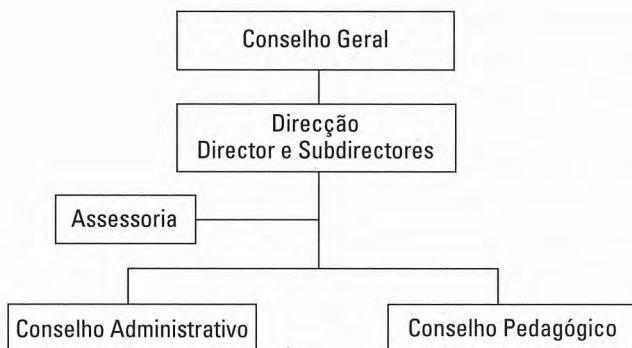 Conselho Geral
Direcção
Director e Subdirectores
Assessoria
Conselho Administrativo
Conselho Pedagógico